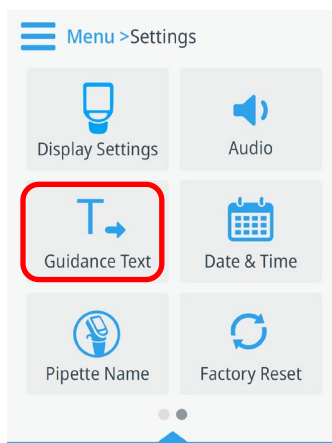 Menu >Settings
Display Settings
Audio
T
Guidance Text
Date & Time
Pipette Name
Factory Reset